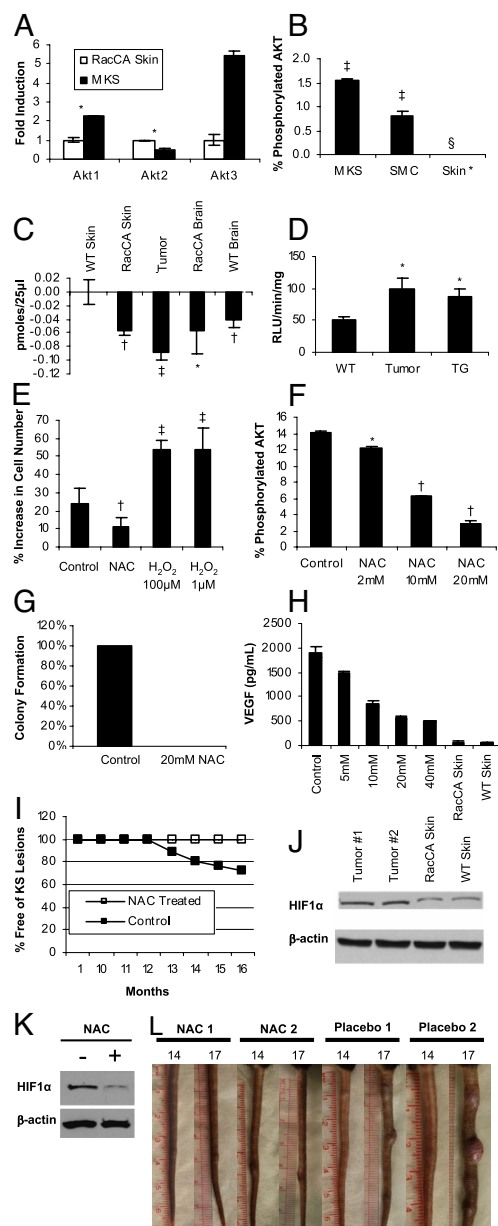 A
Fold Induction
6
5
4
3
2
1
0
RacCA Skin
MKS
*
*
Akt1
Akt2
Akt3
B
% Phosphorylated AKT
2.0
1.5
1.0
0.5
0.0
‡
‡
§
MKS
SMC
Skin *
C
WT Skin
RacCA Skin
Tumor
RacCA Brain
WT Brain
pmoles/25µl
0.02
0.00
-0.02
-0.04
-0.06
-0.08
-0.10
-0.12
†
‡
*
†
D
RLU/min/mg
150
100
50
0
*
*
WT
Tumor
TG
E
% Increase in Cell Number
70
60
50
40
30
20
10
0
†
‡
‡
Control
NAC
H₂O₂
100µM
H₂O₂
1µM
F
% Phosphorylated AKT
16
14
12
10
8
6
4
2
0
*
†
†
Control
NAC
2mM
NAC
10mM
NAC
20mM
G
Colony Formation
120%
100%
80%
60%
40%
20%
0%
Control
20mM NAC
H
VEGF (pg/mL)
2500
2000
1500
1000
500
0
Control
5mM
10mM
20mM
40mM
RacCA Skin
WT Skin
I
% Free of KS Lesions
120
100
80
60
40
20
0
NAC Treated
Control
1
10
11
12
13
14
15
16
Months
J
Tumor #1
Tumor #2
RacCA Skin
WT Skin
HIF1α
β-actin
K
NAC
- +
HIF1α
β-actin
L
NAC 1
NAC 2
Placebo 1
Placebo 2
14 17 14 17 14 17 14 17